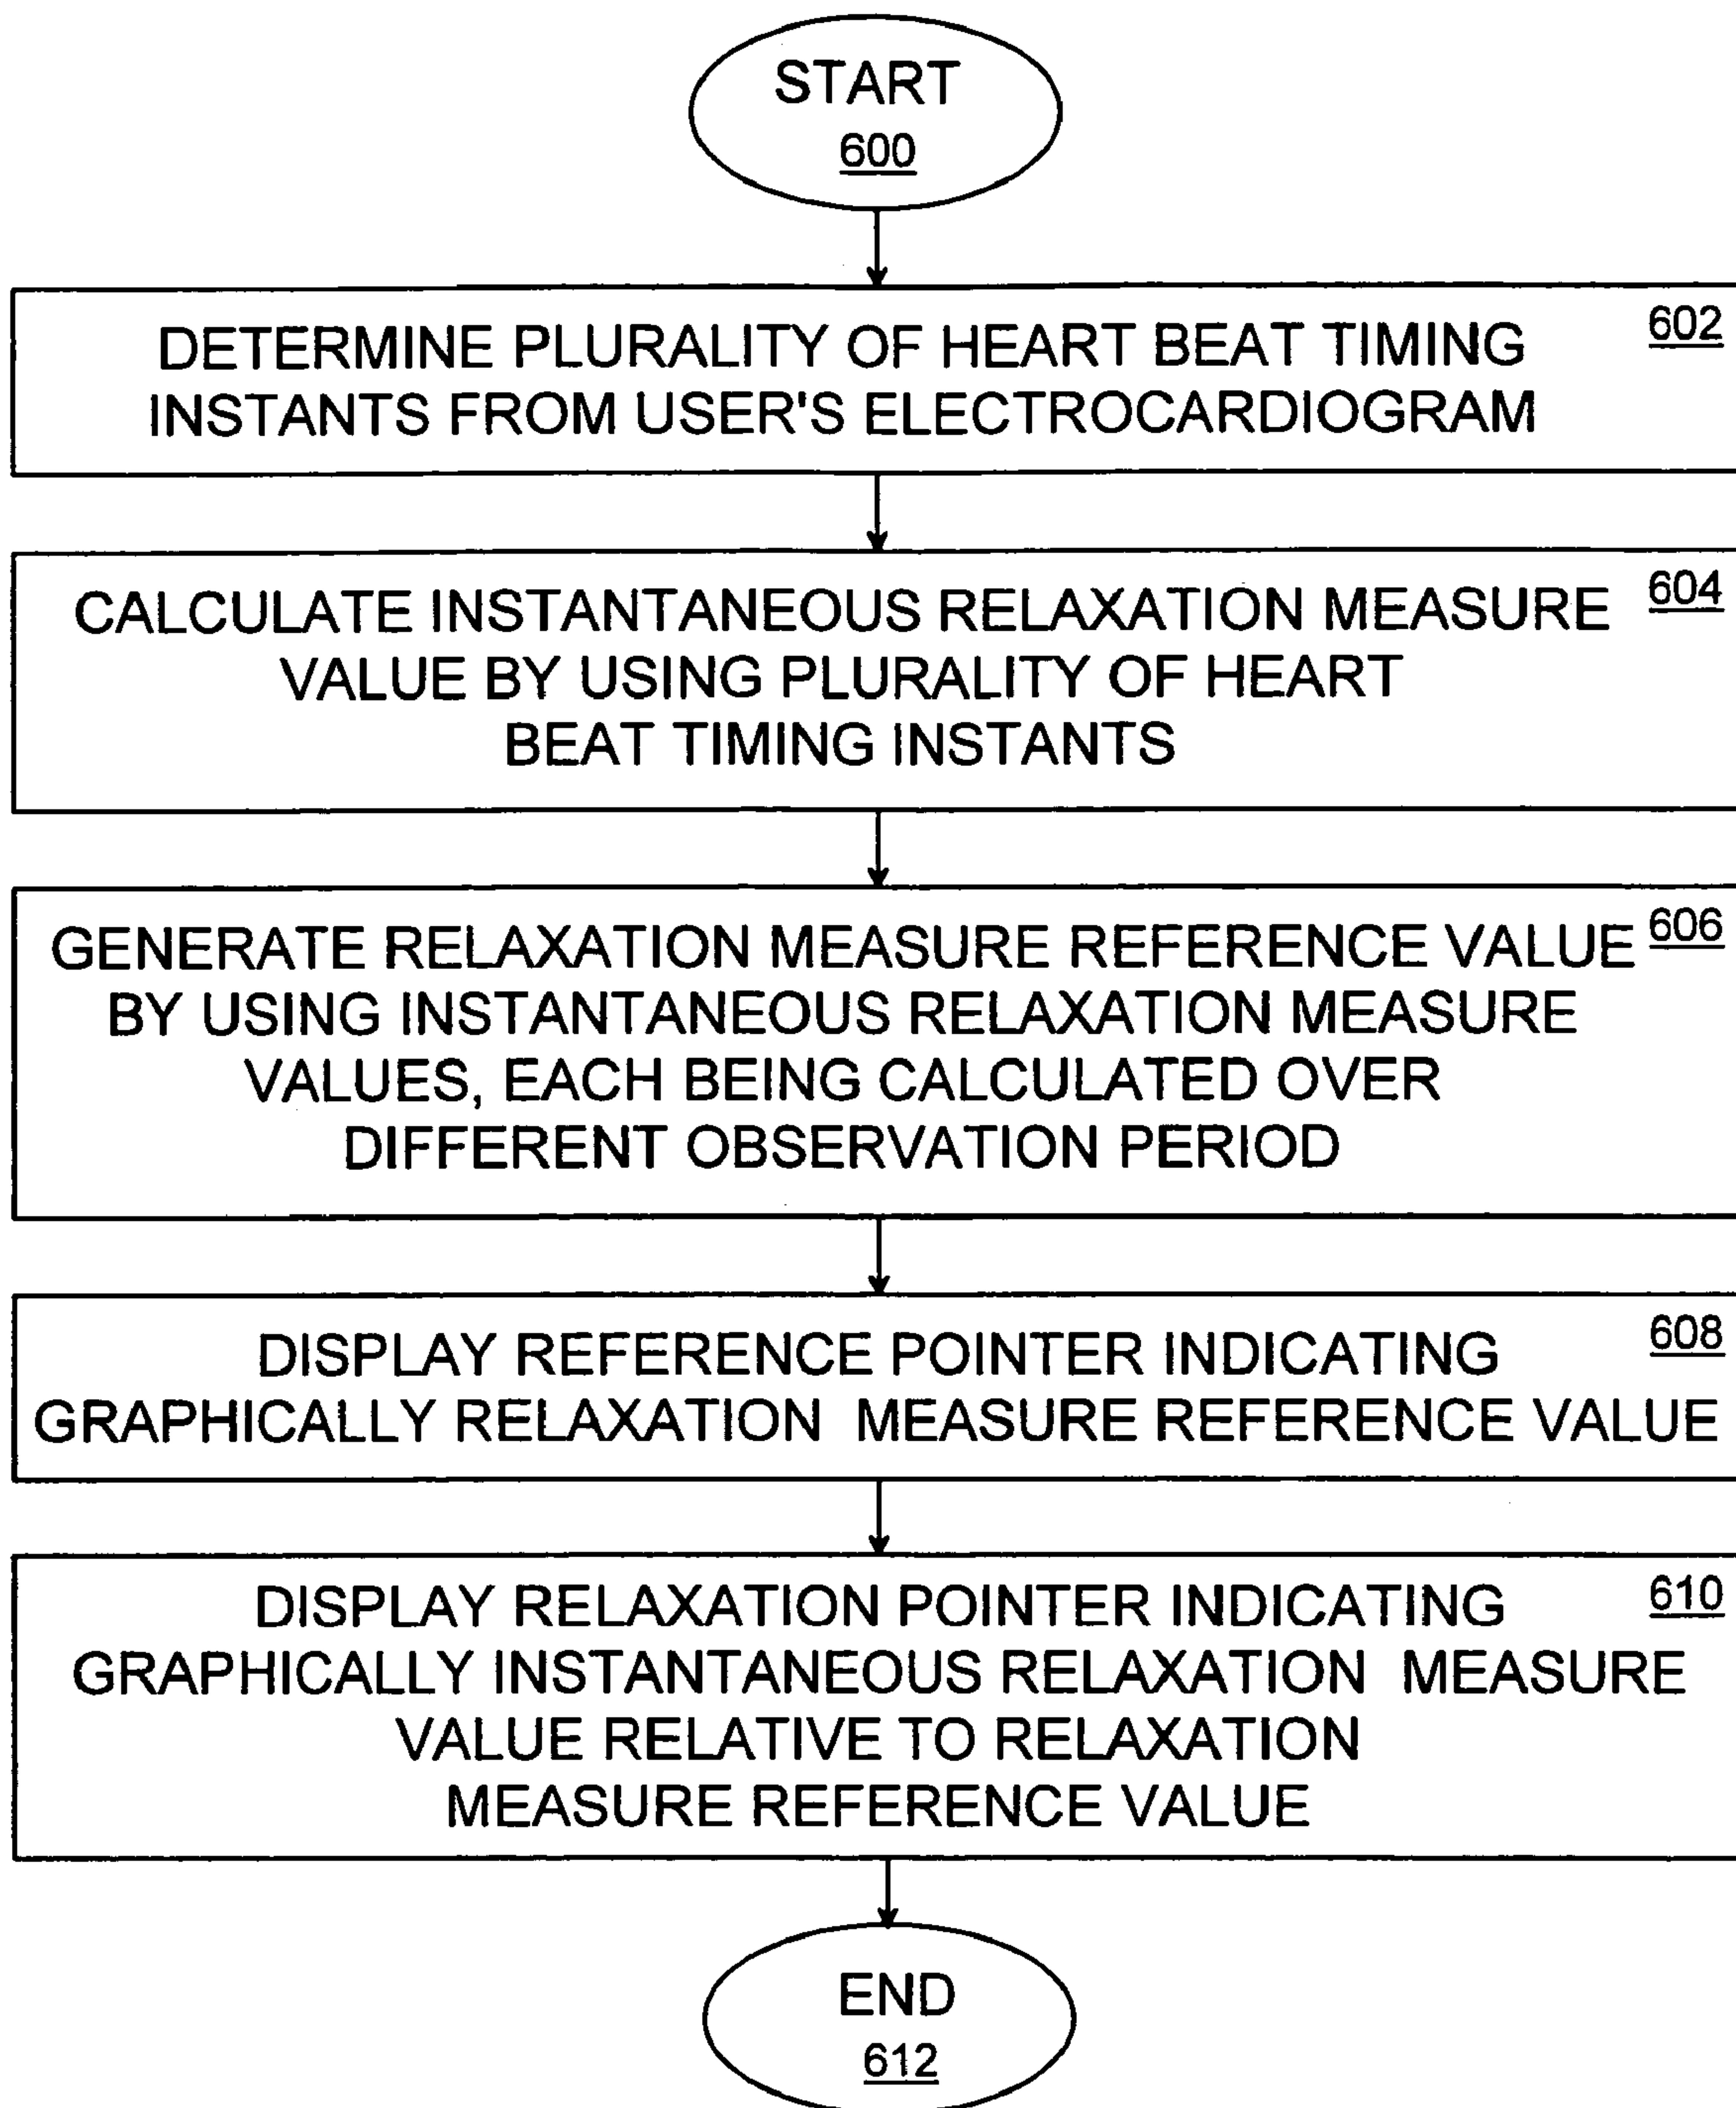 START
600
602
DETERMINE PLURALITY OF HEART BEAT TIMING
INSTANTS FROM USER'S ELECTROCARDIOGRAM
604
CALCULATE INSTANTANEOUS RELAXATION MEASURE
VALUE BY USING PLURALITY OF HEART
BEAT TIMING INSTANTS
606
GENERATE RELAXATION MEASURE REFERENCE VALUE
BY USING INSTANTANEOUS RELAXATION MEASURE
VALUES, EACH BEING CALCULATED OVER
DIFFERENT OBSERVATION PERIOD
608
DISPLAY REFERENCE POINTER INDICATING
GRAPHICALLY RELAXATION MEASURE REFERENCE VALUE
610
DISPLAY RELAXATION POINTER INDICATING
GRAPHICALLY INSTANTANEOUS RELAXATION MEASURE
VALUE RELATIVE TO RELAXATION
MEASURE REFERENCE VALUE
END
612